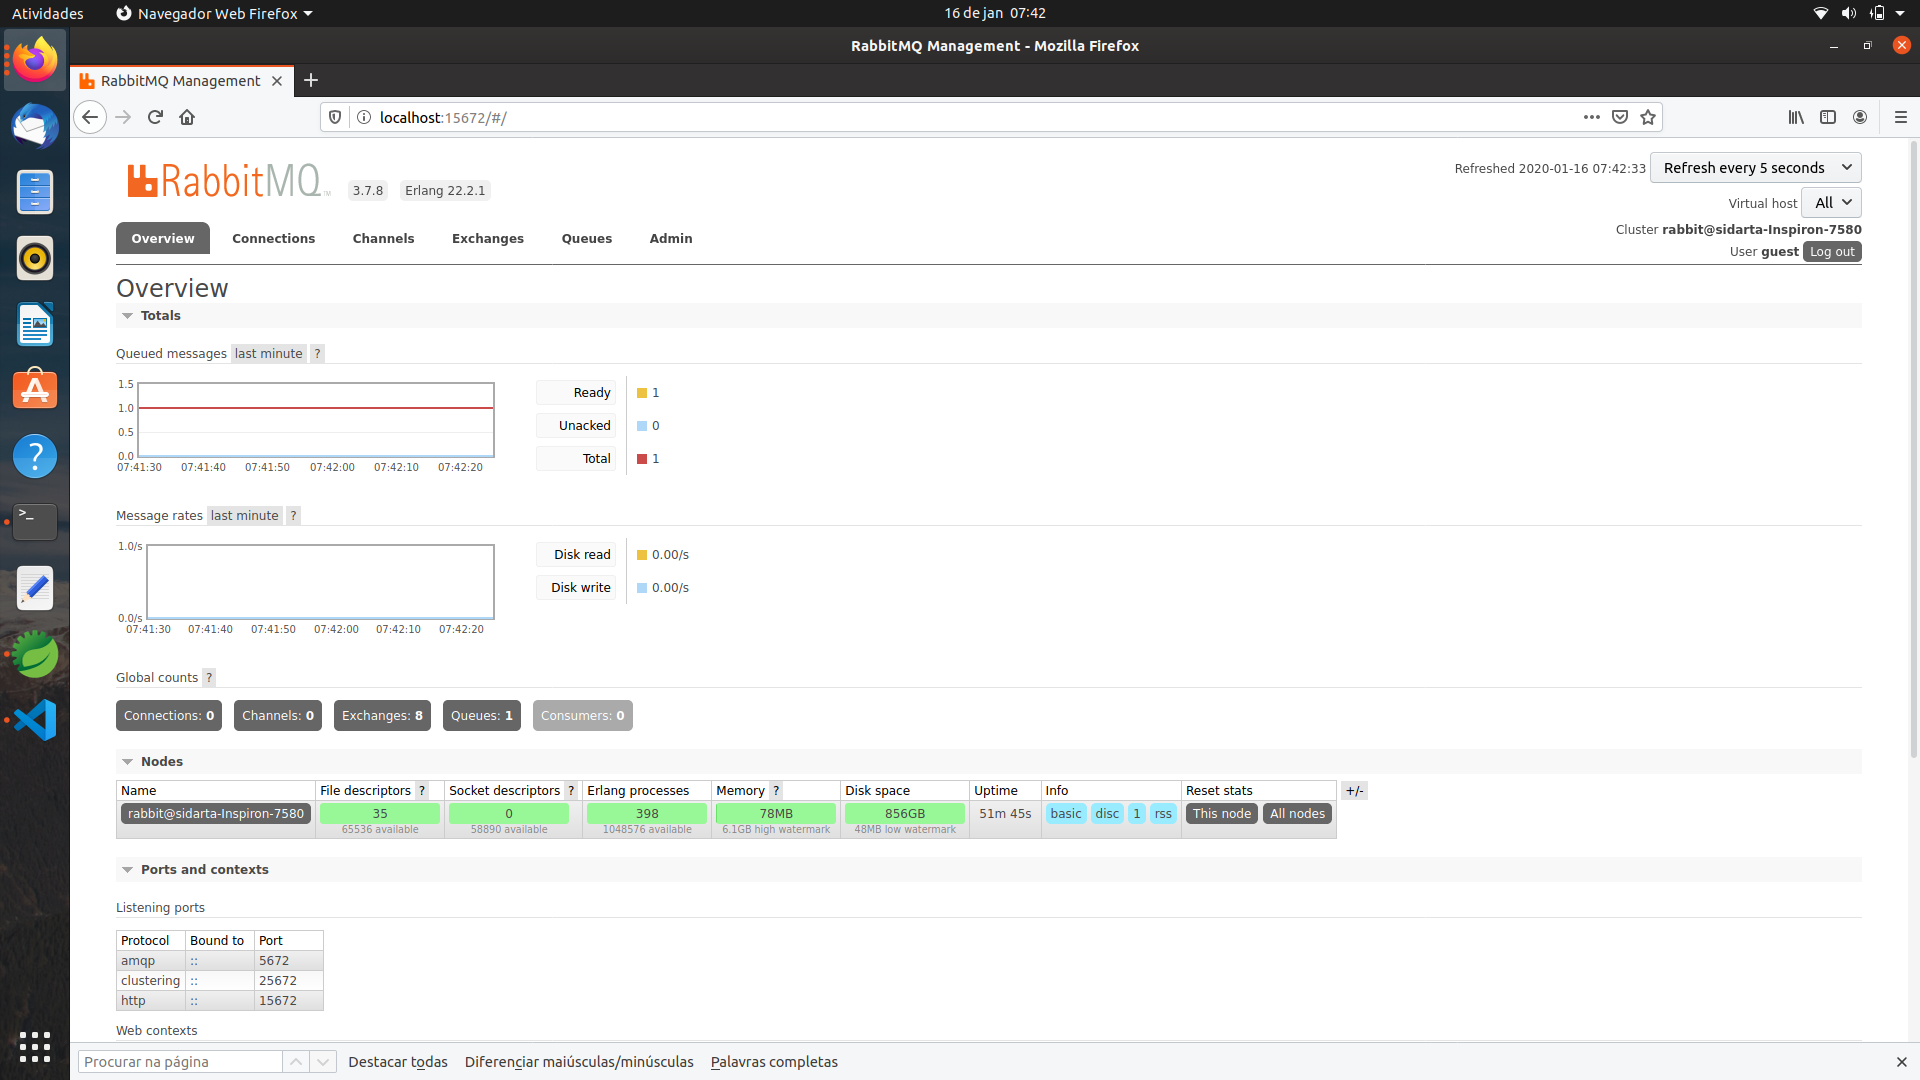 Atividades Navegador Web Firefox 16 de jan 07:42
RabbitMQ Management - Mozilla Firefox
RabbitMQ Management
localhost:15672/#/
RabbitMQ TM 3.7.8 Erlang 22.2.1
Refreshed 2020-01-16 07:42:33 Refresh every 5 seconds
Virtual host All
Cluster rabbit@sidarta-Inspiron-7580
User guest Log out
Overview Connections Channels Exchanges Queues Admin
Overview
Totals
Queued messages last minute ?
1.5
1.0
0.5
0.0
07:41:30 07:41:40 07:41:50 07:42:00 07:42:10 07:42:20
Ready 1
Unacked 0
Total 1
Message rates last minute ?
1.0/s
0.0/s
07:41:30 07:41:40 07:41:50 07:42:00 07:42:10 07:42:20
Disk read 0.00/s
Disk write 0.00/s
Global counts ?
Connections: 0 Channels: 0 Exchanges: 8 Queues: 1 Consumers: 0
Nodes
Name File descriptors ? Socket descriptors ? Erlang processes Memory ? Disk space Uptime Info Reset stats +/-
rabbit@sidarta-Inspiron-7580 35 0 398 78MB 856GB 51m 45s basic disc 1 rss This node All nodes
65536 available 58890 available 1048576 available 6.1GB high watermark 48MB low watermark
Ports and contexts
Listening ports
Protocol Bound to Port
amqp :: 5672
clustering :: 25672
http :: 15672
Web contexts
Procurar na página Destacar todas Diferenciar maiúsculas/minúsculas Palavras completas